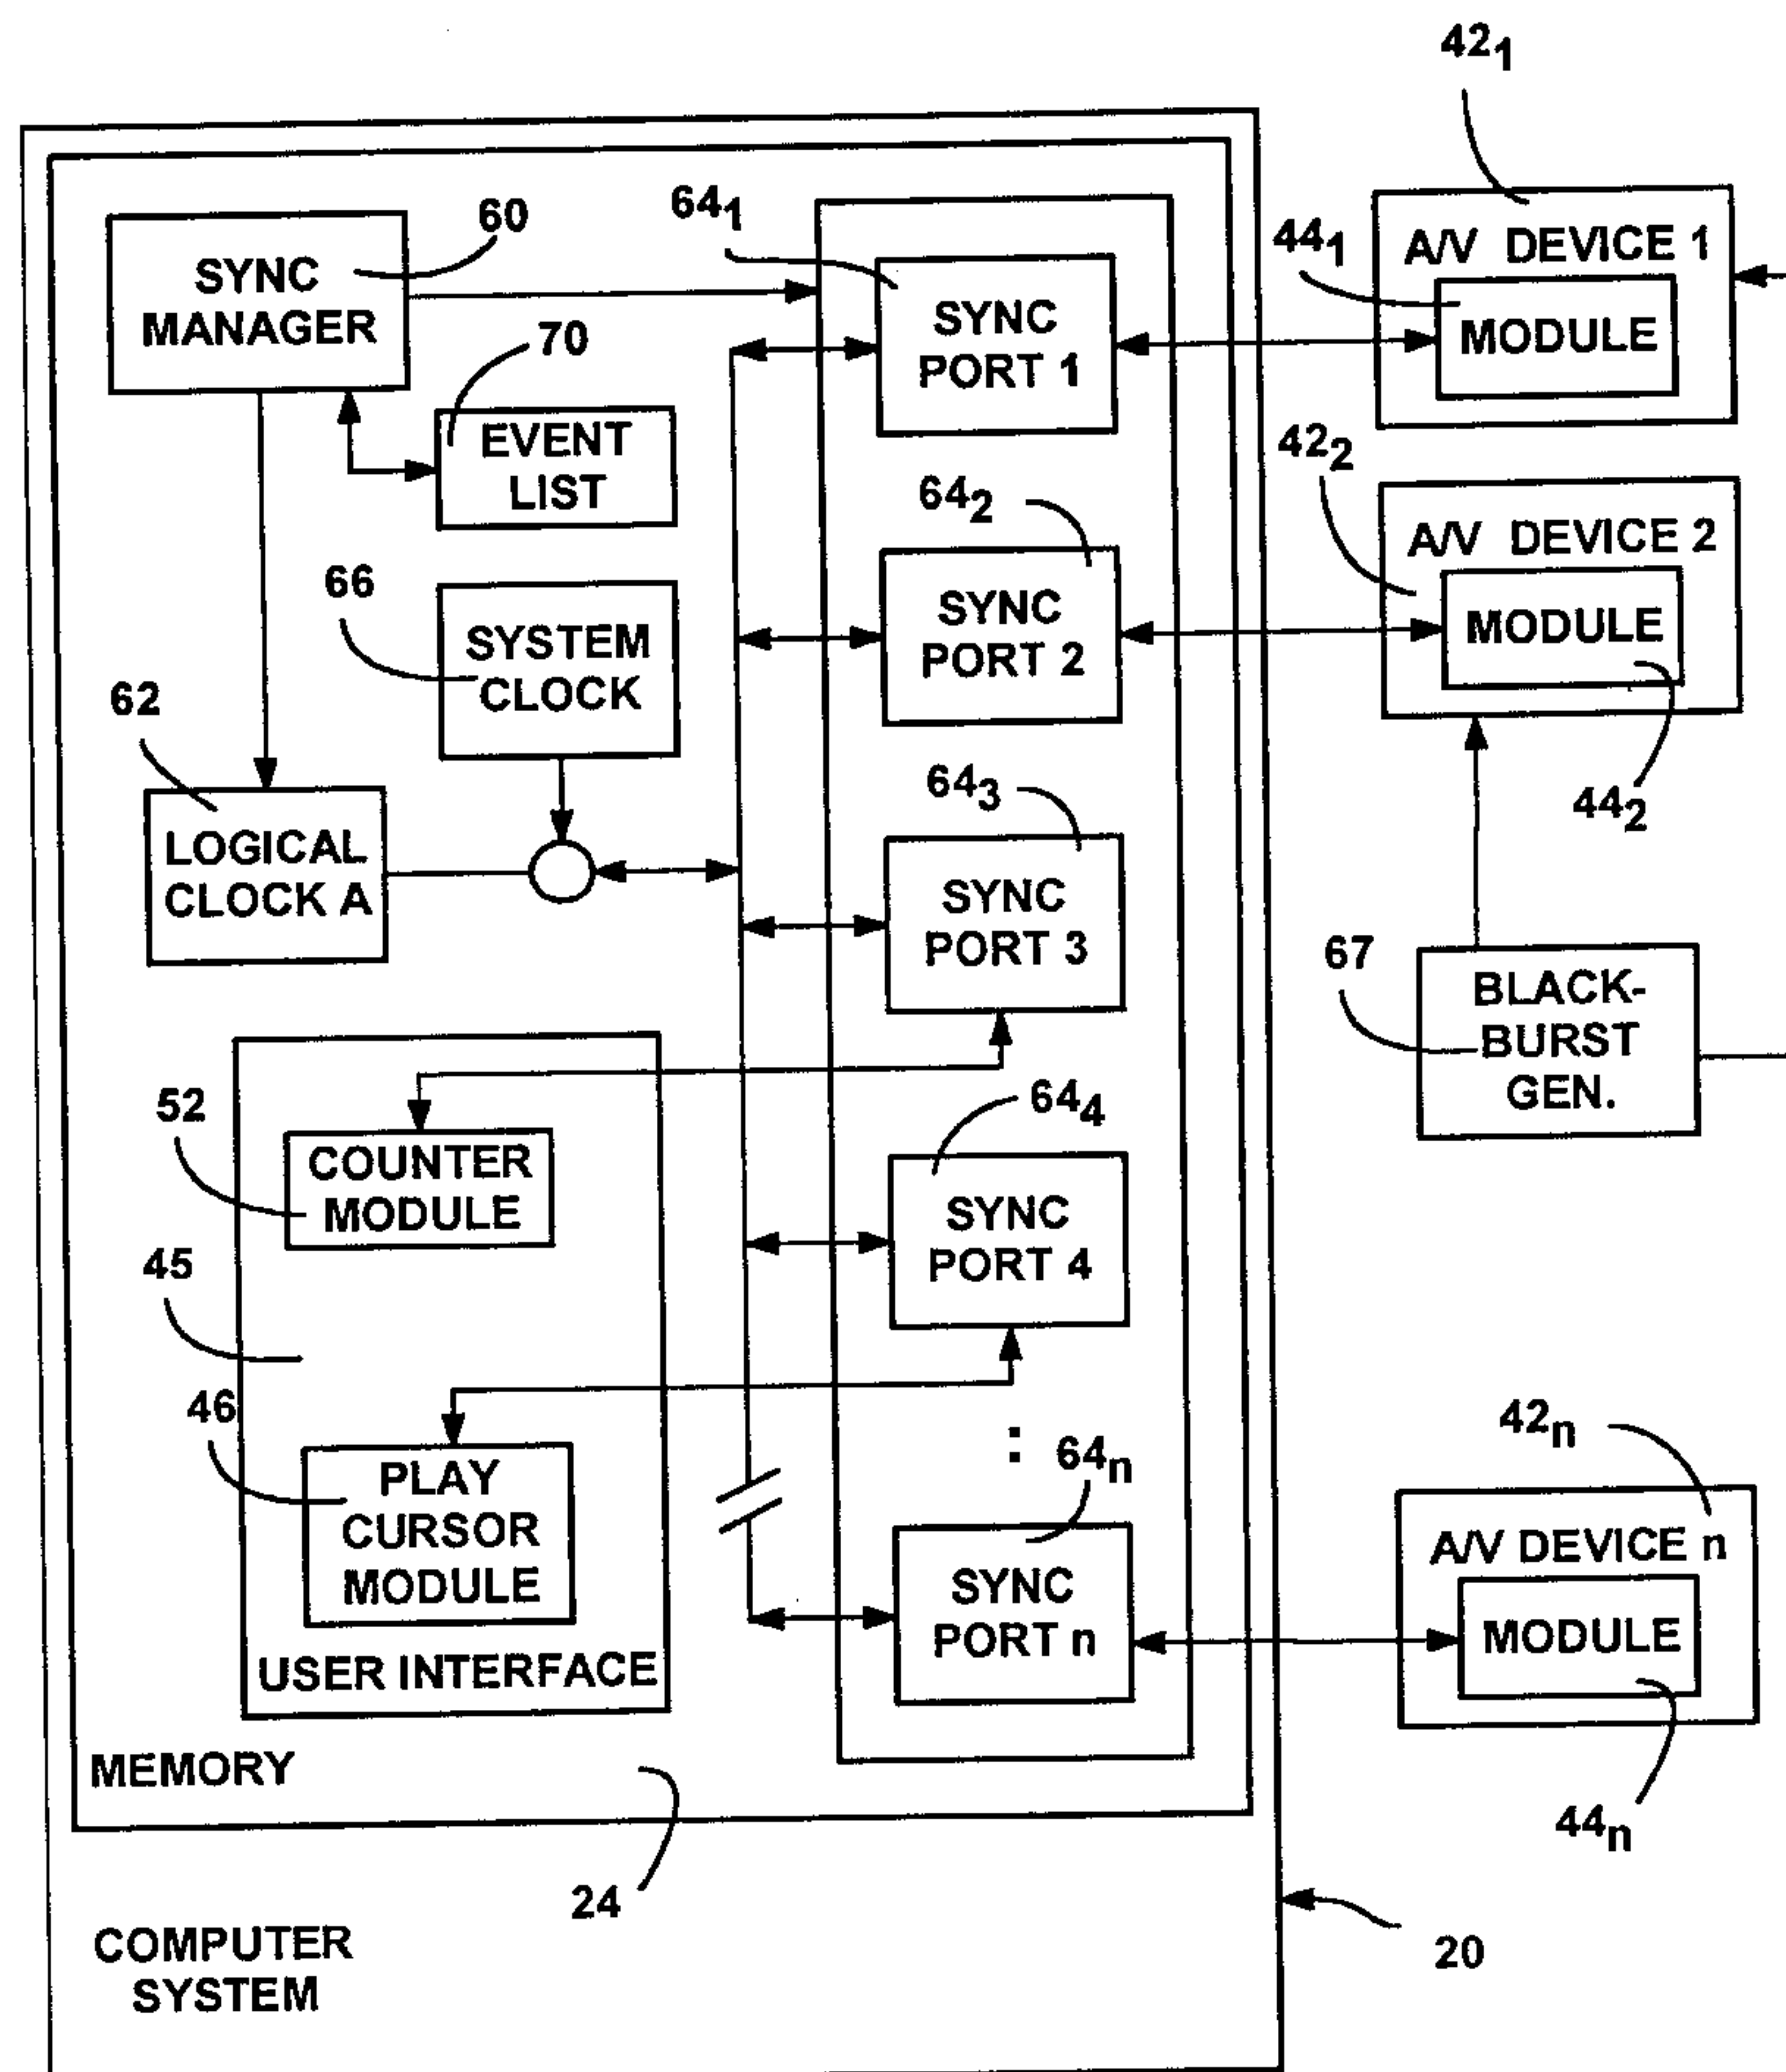 42₁
60
64₁
SYNC
MANAGER
SYNC
PORT 1
44₁
A/V DEVICE 1
MODULE
70
EVENT
LIST
42₂
64₂
A/V DEVICE 2
66
SYSTEM
CLOCK
SYNC
PORT 2
MODULE
62
64₃
44₂
LOGICAL
CLOCK A
SYNC
PORT 3
67
BLACK-
BURST
GEN.
52
64₄
COUNTER
MODULE
SYNC
PORT 4
45
46
PLAY
CURSOR
MODULE
:
64ₙ
42ₙ
A/V DEVICE n
SYNC
PORT n
MODULE
USER INTERFACE
MEMORY
44ₙ
24
COMPUTER
SYSTEM
20